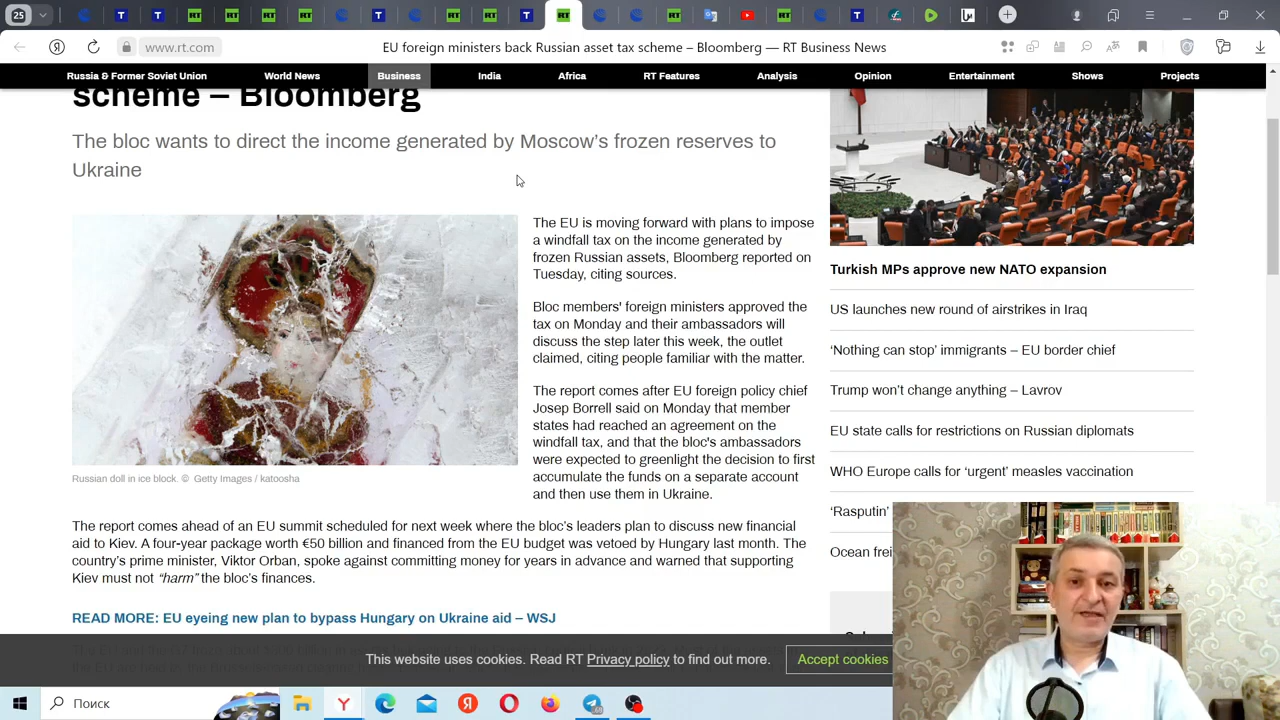 25
www.rt.com
EU foreign ministers back Russian asset tax scheme – Bloomberg — RT Business News
Russia & Former Soviet Union
World News
Business
India
Africa
RT Features
Analysis
Opinion
Entertainment
Shows
Projects
scheme – Bloomberg
The bloc wants to direct the income generated by Moscow’s frozen reserves to
Ukraine
Russian doll in ice block. © Getty Images / katoosha
The EU is moving forward with plans to impose
a windfall tax on the income generated by
frozen Russian assets, Bloomberg reported on
Tuesday, citing sources.
Bloc members' foreign ministers approved the
tax on Monday and their ambassadors will
discuss the step later this week, the outlet
claimed, citing people familiar with the matter.
The report comes after EU foreign policy chief
Josep Borrell said on Monday that member
states had reached an agreement on the
windfall tax, and that the bloc's ambassadors
were expected to greenlight the decision to first
accumulate the funds on a separate account
and then use them in Ukraine.
The report comes ahead of an EU summit scheduled for next week where the bloc’s leaders plan to discuss new financial
aid to Kiev. A four-year package worth €50 billion and financed from the EU budget was vetoed by Hungary last month. The
country’s prime minister, Viktor Orban, spoke against committing money for years in advance and warned that supporting
Kiev must not “harm” the bloc’s finances.
READ MORE: EU eyeing new plan to bypass Hungary on Ukraine aid – WSJ
Turkish MPs approve new NATO expansion
US launches new round of airstrikes in Iraq
‘Nothing can stop’ immigrants – EU border chief
Trump won’t change anything – Lavrov
EU state calls for restrictions on Russian diplomats
WHO Europe calls for ‘urgent’ measles vaccination
‘Rasputin’
Ocean frei
This website uses cookies. Read RT Privacy policy to find out more.
Accept cookies
Поиск